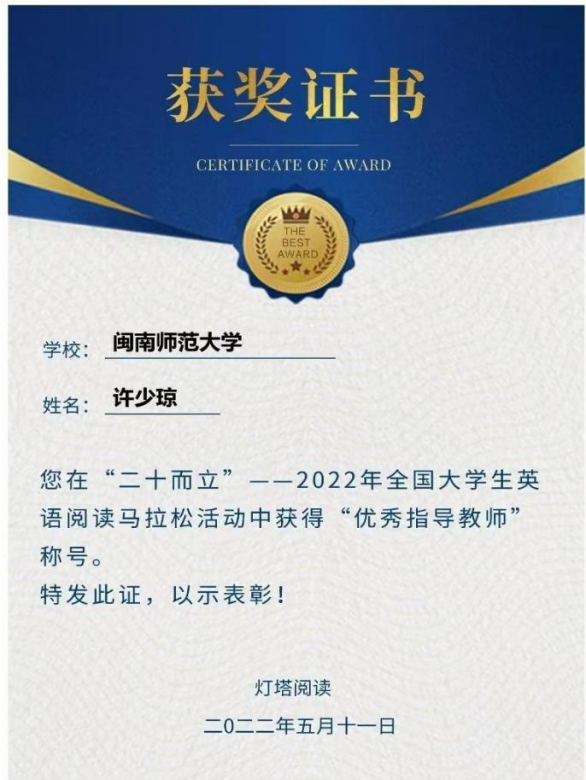 获奖证书
CERTIFICATE OF AWARD
THE
BEST
AWARD
学校： 闽南师范大学
姓名： 许少琼
您在“二十而立”——2022年全国大学生英
语阅读马拉松活动中获得“优秀指导教师”
称号。
特发此证，以示表彰！
灯塔阅读
二〇二二年五月十一日